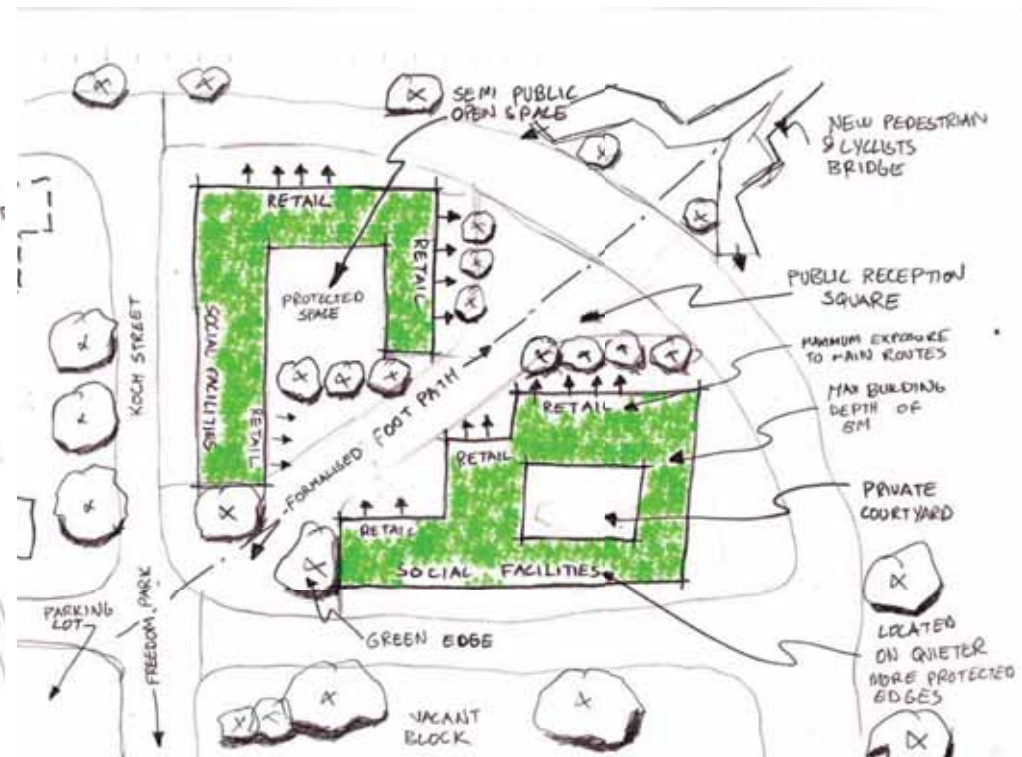 SEMI PUBLIC
OPEN SPACE
NEW PEDESTRIAN
& CYCLISTS
BRIDGE
RETAIL
RETAIL
PROTECTED
SPACE
PUBLIC RECEPTION
SQUARE
SOCIAL FACILITIES
KOCH STREET
MAXIMUM EXPOSURE
TO MAIN ROUTES
RETAIL
MAX BUILDING
DEPTH OF
8M
RETAIL
FORMALISED FOOT PATH
RETAIL
PRIVATE
COURTYARD
RETAIL
SOCIAL FACILITIES
PARKING
LOT
FREEDOM PARK
GREEN EDGE
LOCATED
ON QUIETER
MORE PROTECTED
EDGES
VACANT
BLOCK